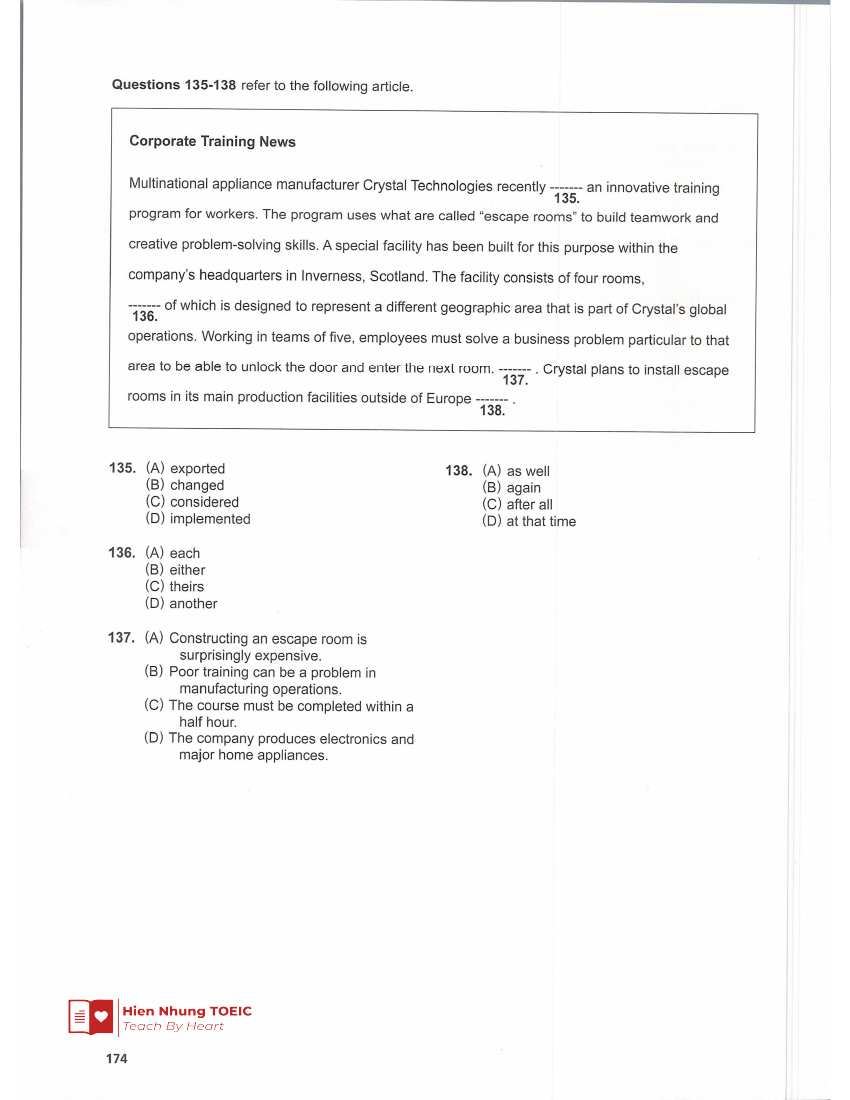 Questions 135-138 refer to the following article.
Corporate Training News
Multinational appliance manufacturer Crystal Technologies recently ------- an innovative training
135.
program for workers. The program uses what are called “escape rooms” to build teamwork and
creative problem-solving skills. A special facility has been built for this purpose within the
company’s headquarters in Inverness, Scotland. The facility consists of four rooms,
------- of which is designed to represent a different geographic area that is part of Crystal’s global
136.
operations. Working in teams of five, employees must solve a business problem particular to that
area to be able to unlock the door and enter the next room. ------- . Crystal plans to install escape
137.
rooms in its main production facilities outside of Europe ------- .
138.
135. (A) exported
(B) changed
(C) considered
(D) implemented
136. (A) each
(B) either
(C) theirs
(D) another
137. (A) Constructing an escape room is
surprisingly expensive.
(B) Poor training can be a problem in
manufacturing operations.
(C) The course must be completed within a
half hour.
(D) The company produces electronics and
major home appliances.
138. (A) as well
(B) again
(C) after all
(D) at that time
Hien Nhung TOEIC
Teach By Heart
174